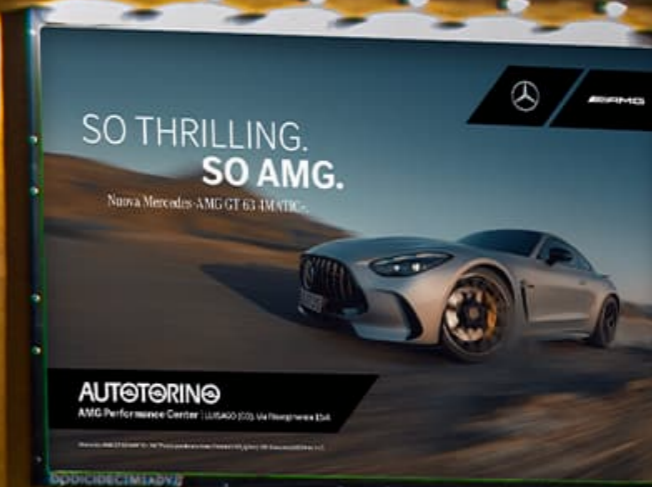 SO THRILLING.
SO AMG.
Nuova Mercedes-AMG GT 63 4MATIC+.
AMG
AUTOTORINO
AMG Performance Center | LUISAGO (CO), Via Risorgimento